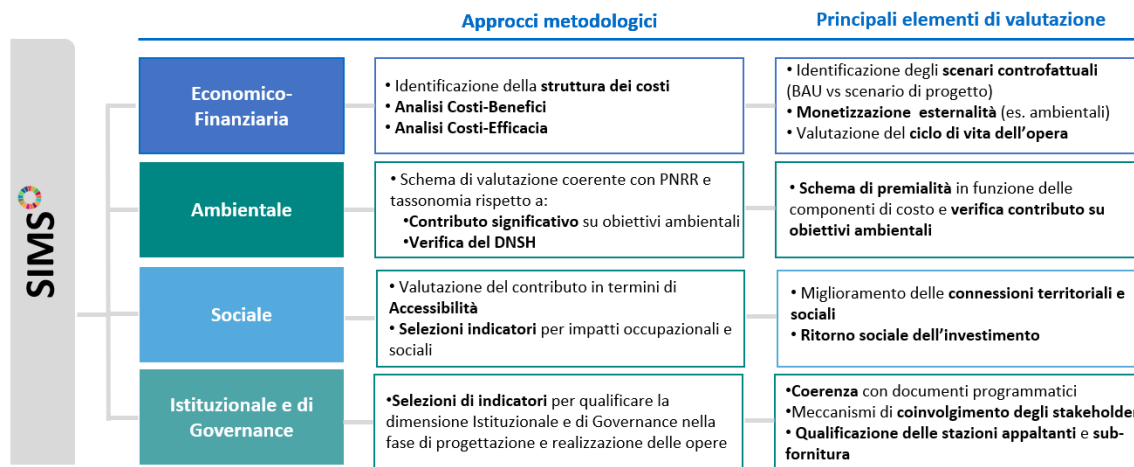 Approcci metodologici
Principali elementi di valutazione
SIMS
Economico-
Finanziaria
• Identificazione della struttura dei costi
• Analisi Costi-Benefici
• Analisi Costi-Efficacia
• Identificazione degli scenari controfattuali
(BAU vs scenario di progetto)
• Monetizzazione esternalità (es. ambientali)
• Valutazione del ciclo di vita dell'opera
Ambientale
• Schema di valutazione coerente con PNRR e
tassonomia rispetto a:
•Contributo significativo su obiettivi ambientali
•Verifica del DNSH
• Schema di premialità in funzione delle
componenti di costo e verifica contributo su
obiettivi ambientali
Sociale
• Valutazione del contributo in termini di
Accessibilità
• Selezioni indicatori per impatti occupazionali e
sociali
• Miglioramento delle connessioni territoriali e
sociali
• Ritorno sociale dell'investimento
Istituzionale e di
Governance
•Selezioni di indicatori per qualificare la
dimensione Istituzionale e di Governance nella
fase di progettazione e realizzazione delle opere
•Coerenza con documenti programmatici
•Meccanismi di coinvolgimento degli stakeholder
• Qualificazione delle stazioni appaltanti e sub-
fornitura